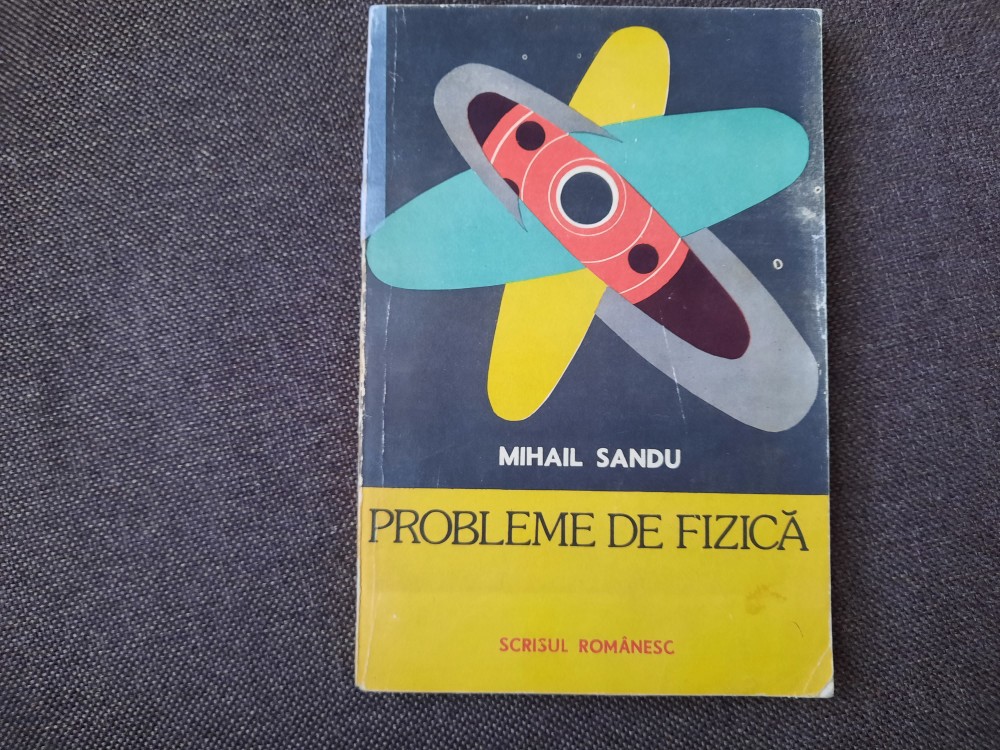 MIHAIL SANDU
PROBLEME DE FIZICĂ
SCRISUL ROMÂNESC